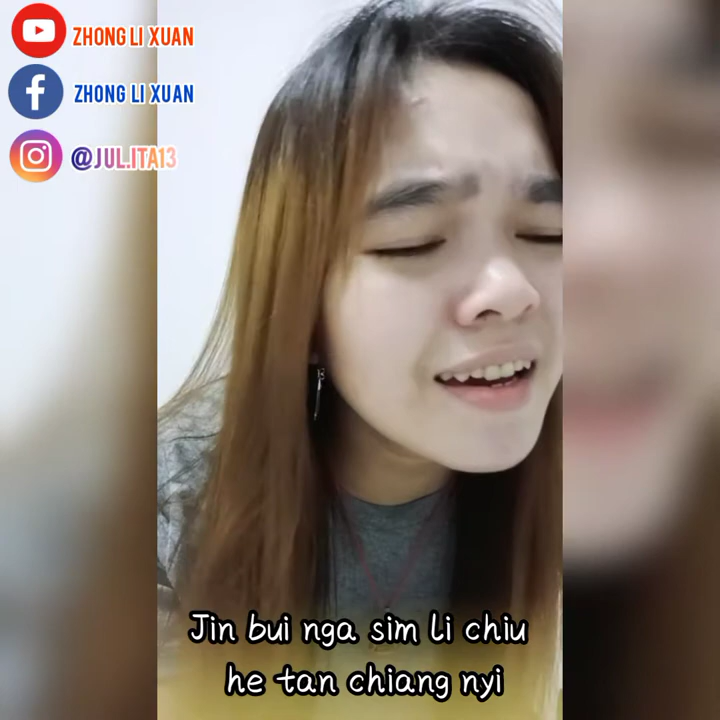 ZHONG LI XUAN
ZHONG LI XUAN
@JUL.ITA13
Jin bui nga sim li chiu
he tan chiang nyi